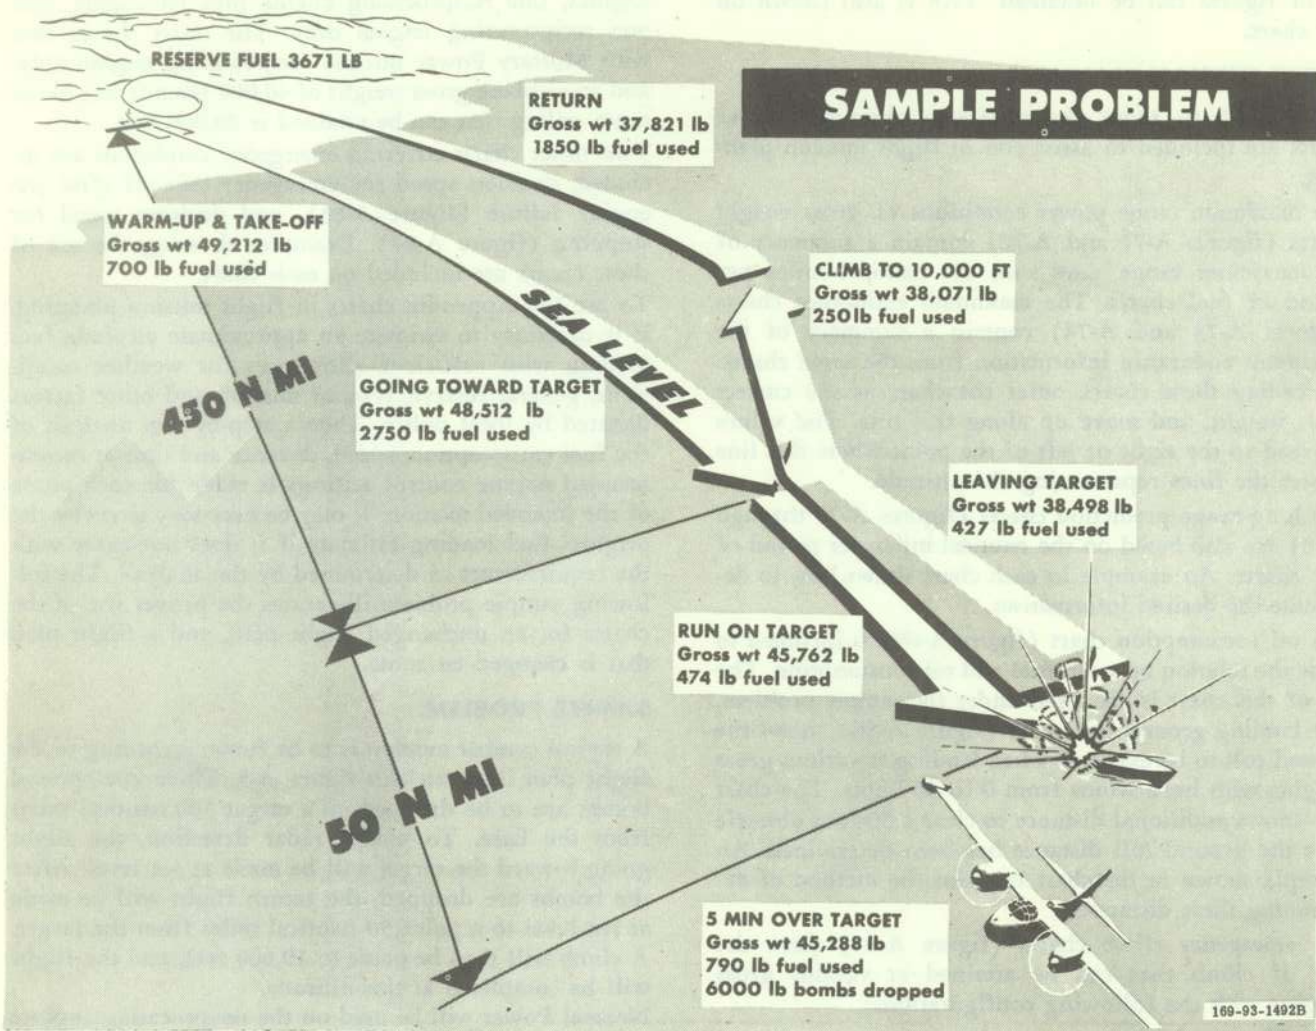 SAMPLE PROBLEM
RESERVE FUEL 3671 LB
RETURN
Gross wt 37,821 lb
1850 lb fuel used
WARM-UP & TAKE-OFF
Gross wt 49,212 lb
700 lb fuel used
CLIMB TO 10,000 FT
Gross wt 38,071 lb
250 lb fuel used
SEA LEVEL
GOING TOWARD TARGET
Gross wt 48,512 lb
2750 lb fuel used
450 N MI
LEAVING TARGET
Gross wt 38,498 lb
427 lb fuel used
RUN ON TARGET
Gross wt 45,762 lb
474 lb fuel used
50 N MI
5 MIN OVER TARGET
Gross wt 45,288 lb
790 lb fuel used
6000 lb bombs dropped
169-93-1492B